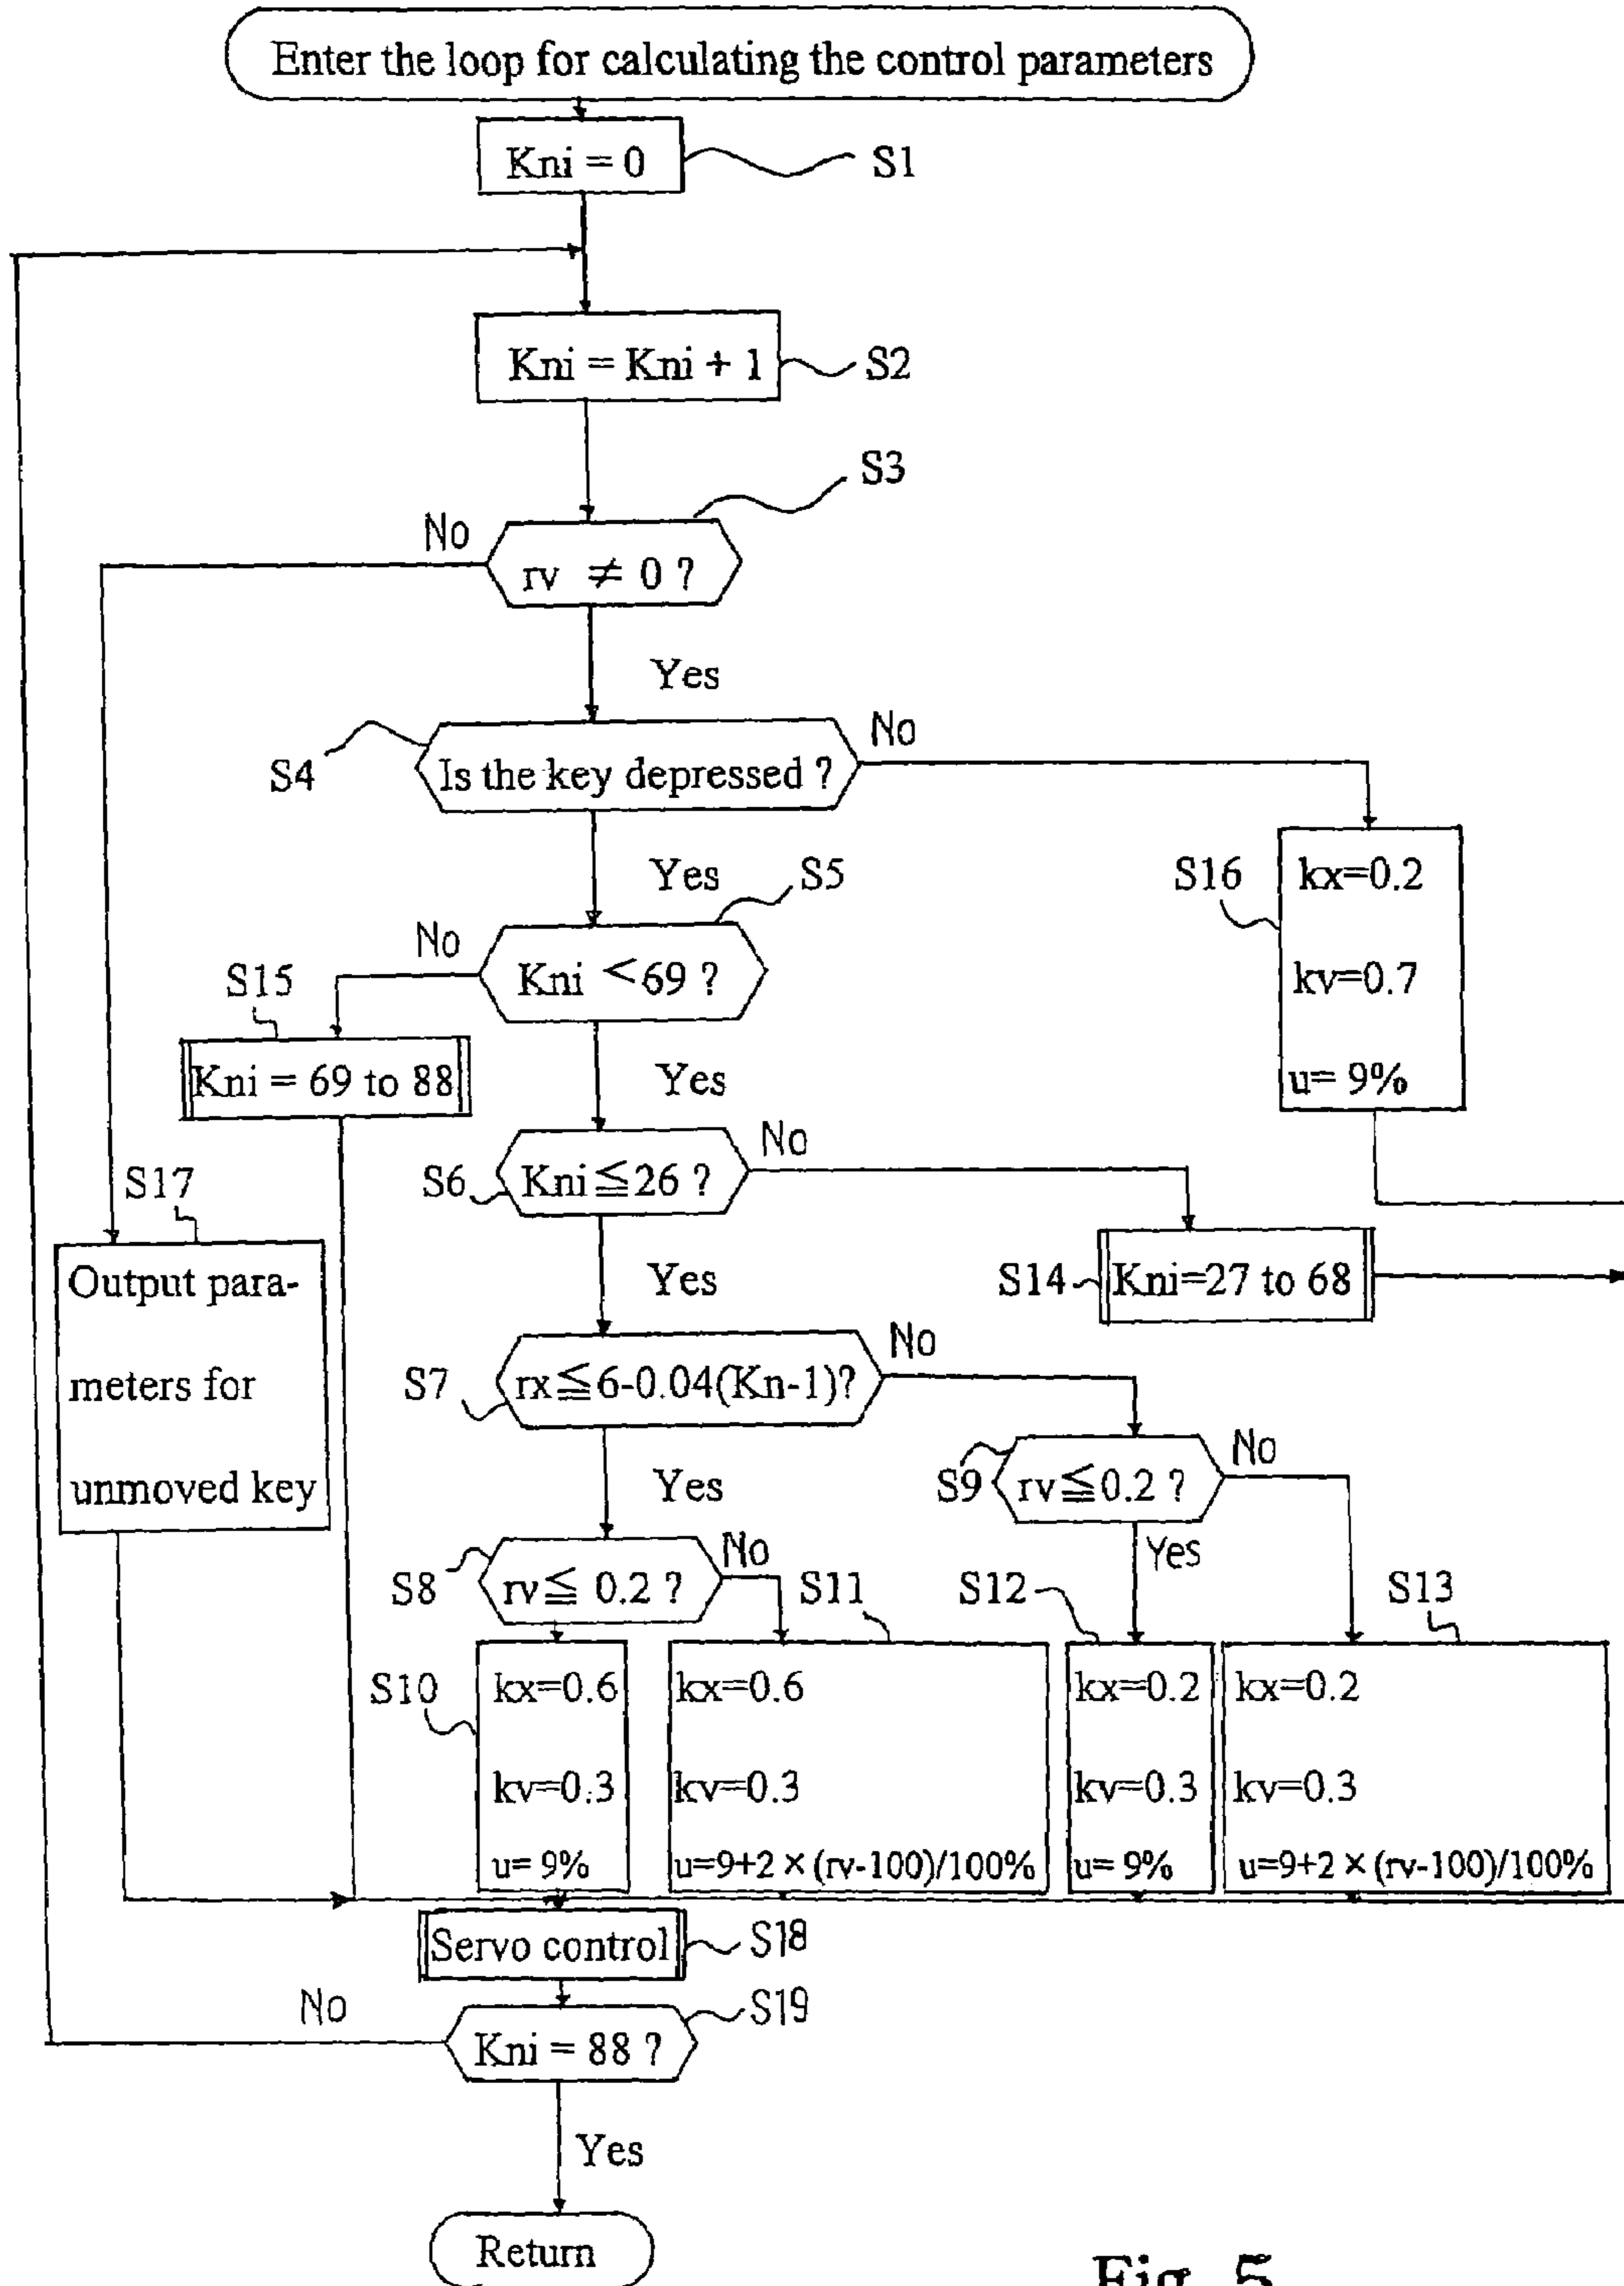 Enter the loop for calculating the control parameters
Kni = 0
S1
Kni = Kni + 1
S2
S3
No
rv ≠ 0 ?
Yes
S4
Is the key depressed ?
No
Yes
S5
S16
kx=0.2
kv=0.7
u= 9%
No
Kni < 69 ?
S15
Kni = 69 to 88
Yes
S6
Kni ≦ 26 ?
No
S17
Output para-
meters for
unmoved key
Yes
S14
Kni=27 to 68
S7
rx≦6-0.04(Kn-1)?
No
Yes
S9
rv≦0.2 ?
No
Yes
S8
rv≦ 0.2 ?
No
S10
kx=0.6
kv=0.3
u= 9%
S11
kx=0.6
kv=0.3
u=9+2 × (rv-100)/100%
S12
kx=0.2
kv=0.3
u= 9%
S13
kx=0.2
kv=0.3
u=9+2 × (rv-100)/100%
Servo control
S18
No
Kni = 88 ?
S19
Yes
Return
Fig. 5